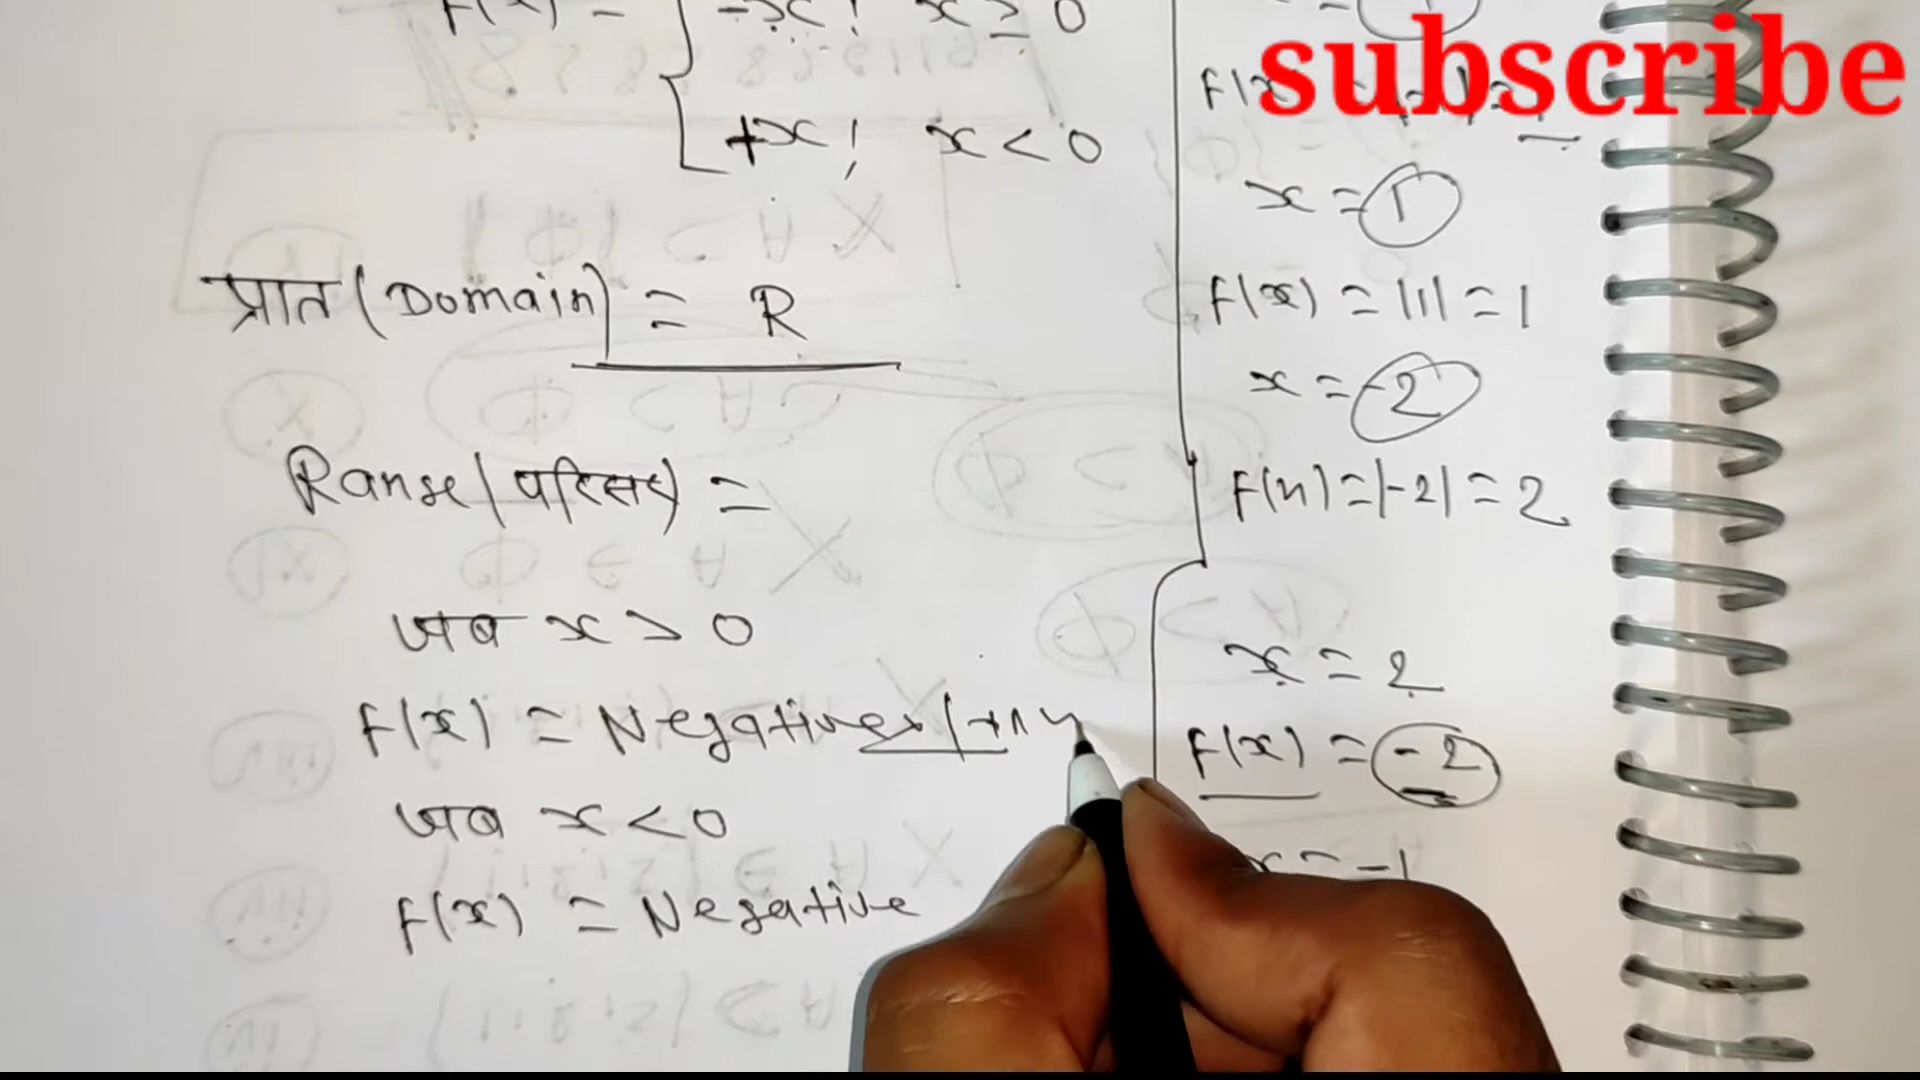 F(x) = -x; x ≥ 0
+x; x < 0
प्रात (Domain) = R
Range (परिसर) =
जब x > 0
F(x) = Negative
जब x < 0
F(x) = Negative
subscribe
x = 1
F(x) = |1| = 1
x = -2
F(x) = |-2| = 2
x = 2
F(x) = -2
x = -1